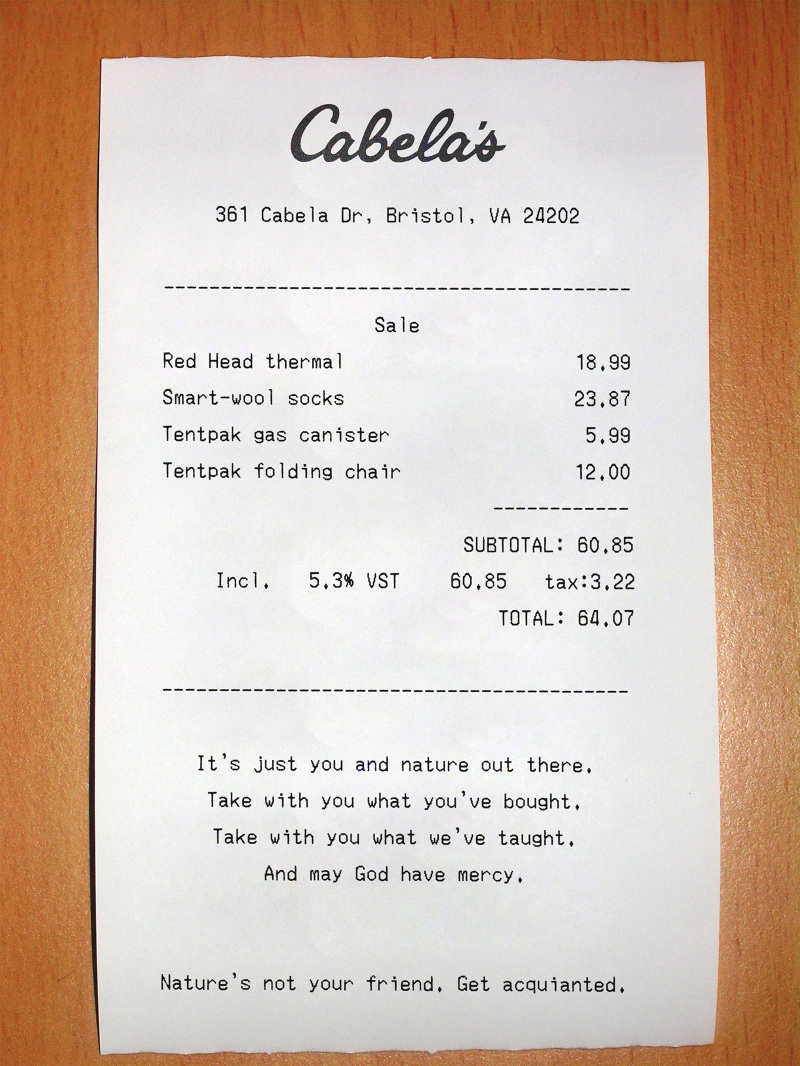 Cabela's
361 Cabela Dr, Bristol, VA 24202
-----------------------------------------
Sale
Red Head thermal 18.99
Smart-wool socks 23.87
Tentpak gas canister 5.99
Tentpak folding chair 12.00
------------
SUBTOTAL: 60.85
Incl. 5.3% VST 60.85 tax:3.22
TOTAL: 64.07
-----------------------------------------
It's just you and nature out there.
Take with you what you've bought.
Take with you what we've taught.
And may God have mercy.
Nature's not your friend. Get acquianted.